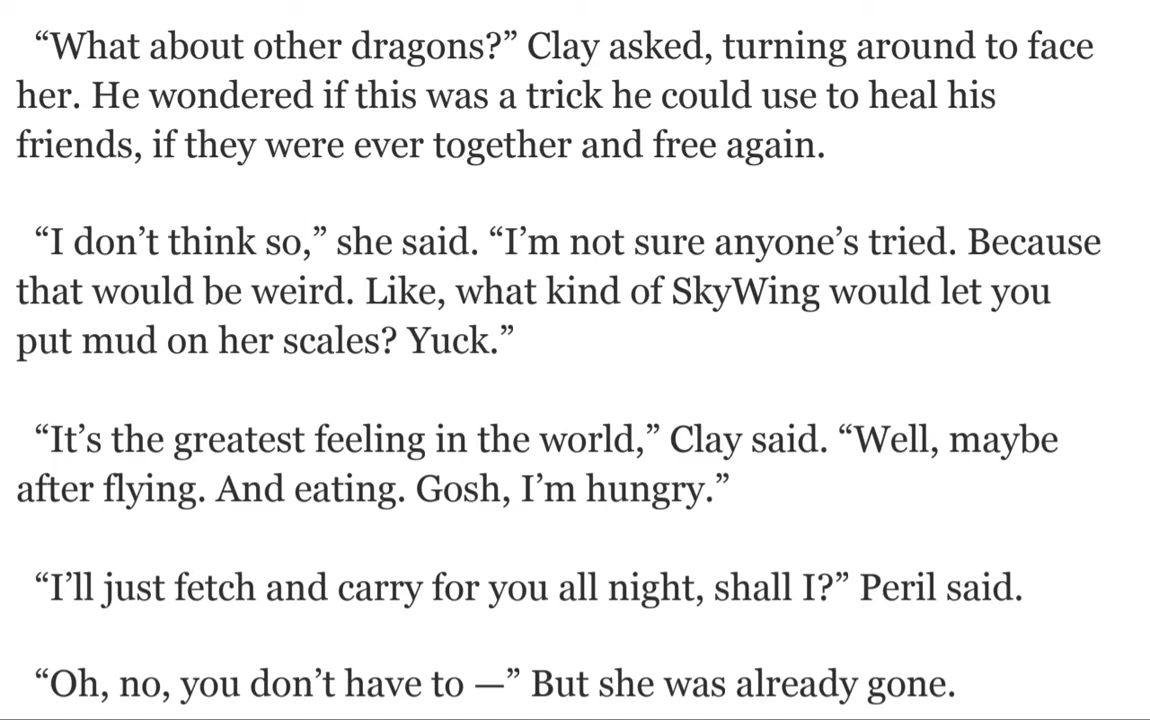 “What about other dragons?” Clay asked, turning around to face
her. He wondered if this was a trick he could use to heal his
friends, if they were ever together and free again.
“I don’t think so,” she said. “I’m not sure anyone’s tried. Because
that would be weird. Like, what kind of SkyWing would let you
put mud on her scales? Yuck.”
“It’s the greatest feeling in the world,” Clay said. “Well, maybe
after flying. And eating. Gosh, I’m hungry.”
“I’ll just fetch and carry for you all night, shall I?” Peril said.
“Oh, no, you don’t have to —” But she was already gone.